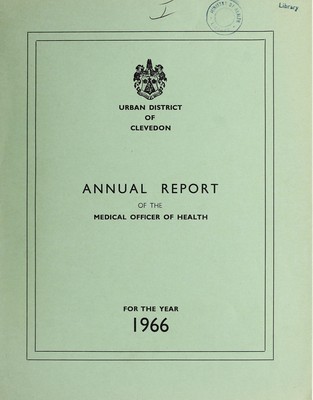 I
Library
URBAN DISTRICT
OF
CLEVEDON
ANNUAL REPORT
OF THE
MEDICAL OFFICER OF HEALTH
FOR THE YEAR
1966